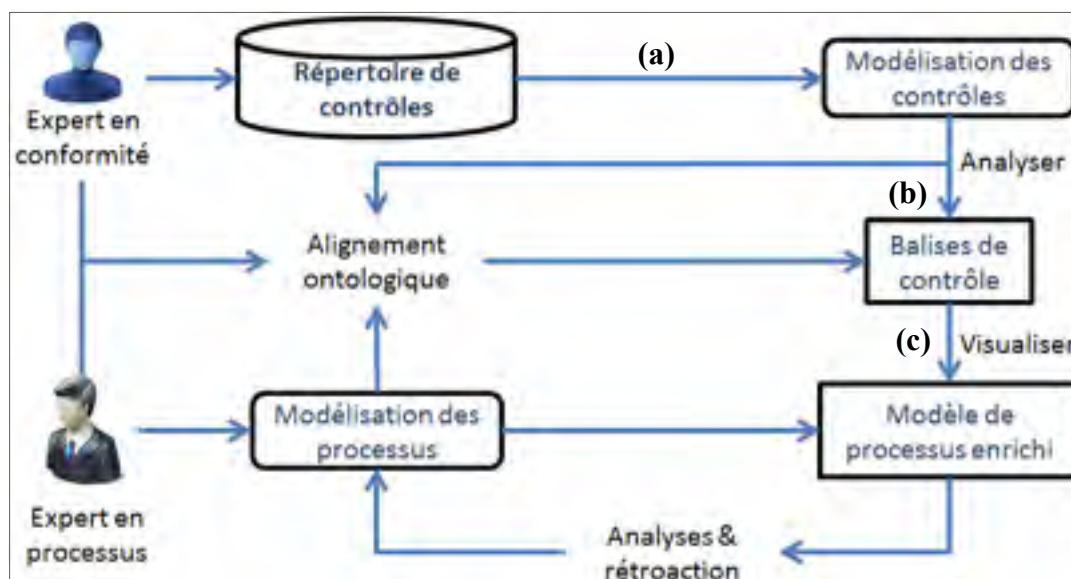 (a)
Répertoire de
contrôles
Modélisation des
contrôles
Expert en
conformité
Analyser
(b)
Alignement
ontologique
Balises de
contrôle
(c)
Visualiser
Modélisation des
processus
Modèle de
processus enrichi
Expert en
processus
Analyses &
rétroaction